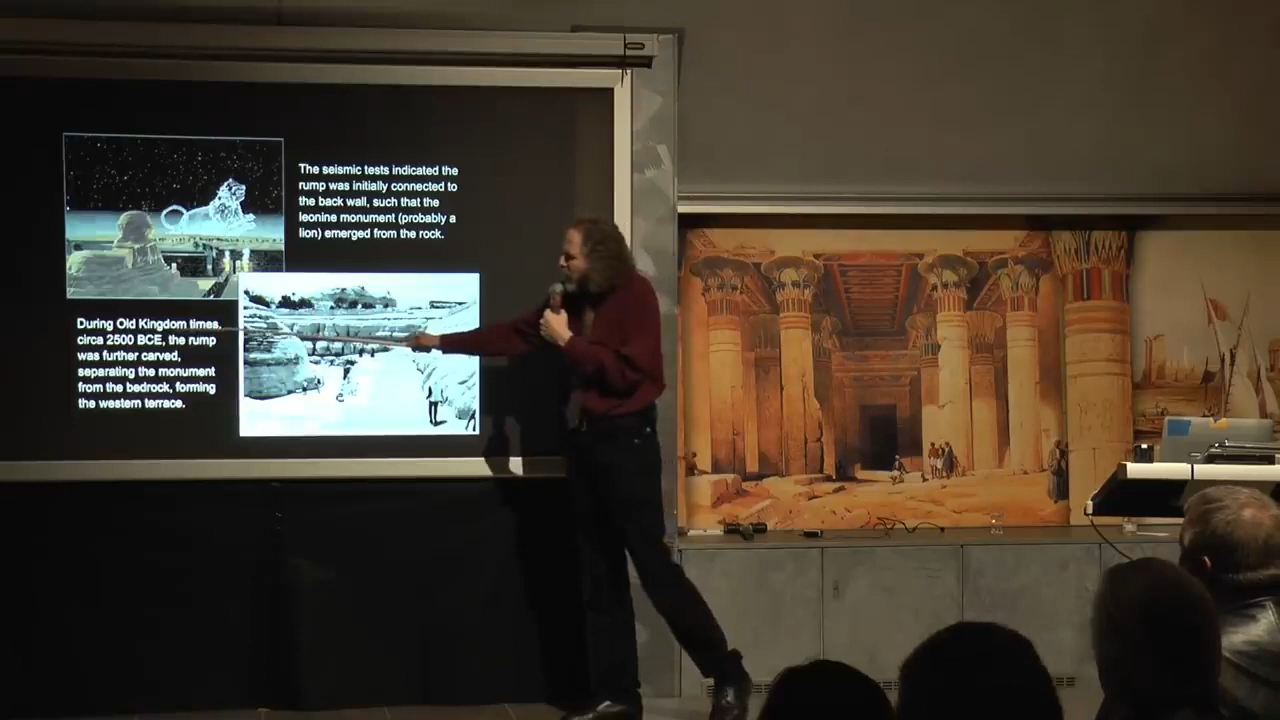 The seismic tests indicated the
rump was initially connected to
the back wall, such that the
leonine monument (probably a
lion) emerged from the rock.
During Old Kingdom times,
circa 2500 BCE, the rump
was further carved,
separating the monument
from the bedrock, forming
the western terrace.